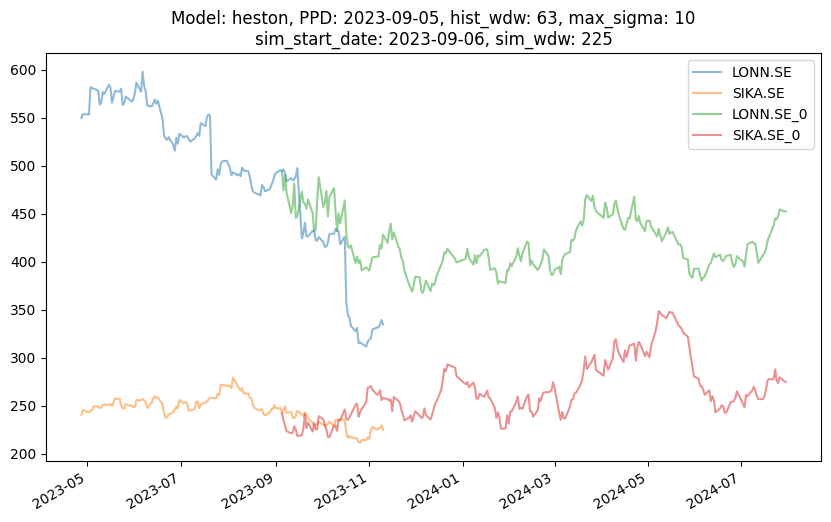 Model: heston, PPD: 2023-09-05, hist_wdw: 63, max_sigma: 10
sim_start_date: 2023-09-06, sim_wdw: 225
LONN.SE
SIKA.SE
LONN.SE_0
SIKA.SE_0
600
550
500
450
400
350
300
250
200
2023-05
2023-07
2023-09
2023-11
2024-01
2024-03
2024-05
2024-07